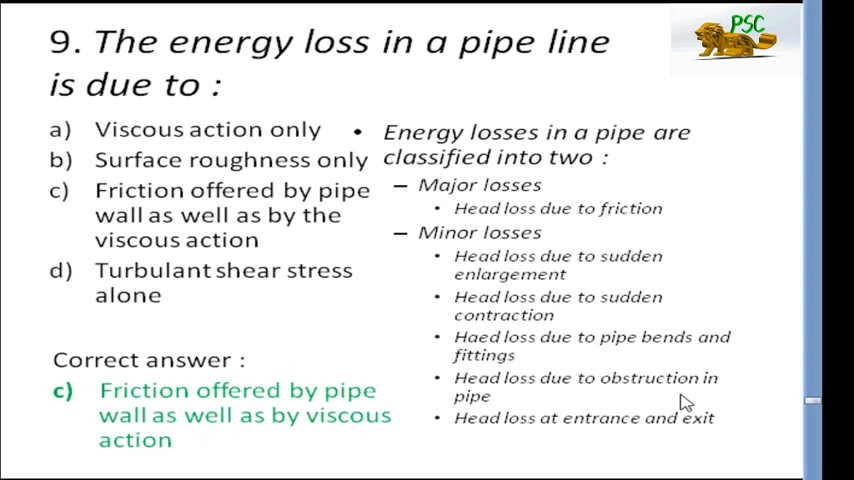 PSC
9. The energy loss in a pipe line
is due to :
a) Viscous action only
b) Surface roughness only
c) Friction offered by pipe
wall as well as by the
viscous action
d) Turbulant shear stress
alone
Correct answer :
c) Friction offered by pipe
wall as well as by viscous
action
• Energy losses in a pipe are
classified into two :
– Major losses
• Head loss due to friction
– Minor losses
• Head loss due to sudden
enlargement
• Head loss due to sudden
contraction
• Haed loss due to pipe bends and
fittings
• Head loss due to obstruction in
pipe
• Head loss at entrance and exit